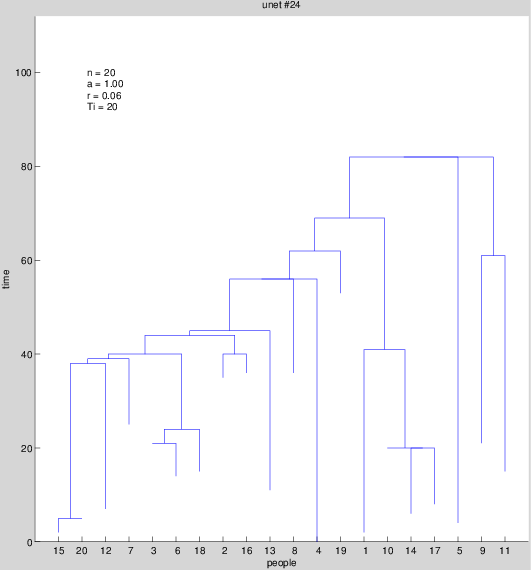 unet #24
n = 20
a = 1.00
r = 0.06
Ti = 20
100
80
60
40
20
0
time
15 20 12 7 3 6 18 2 16 13 8 4 19 1 10 14 17 5 9 11
people